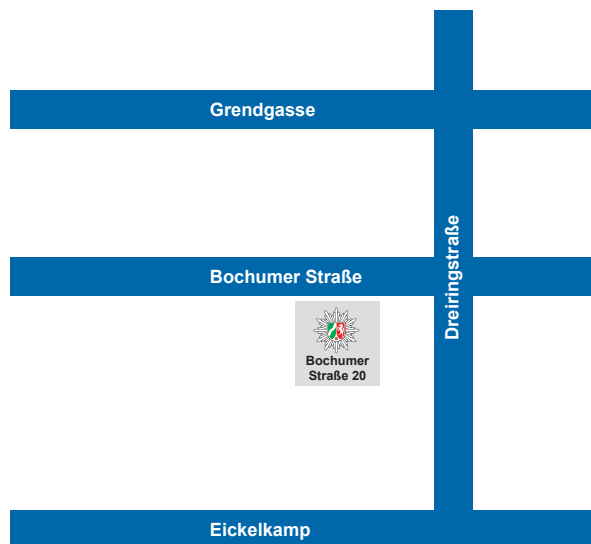 Grendgasse
Bochumer Straße
Dreiringstraße
Bochumer
Straße 20
Eickelkamp